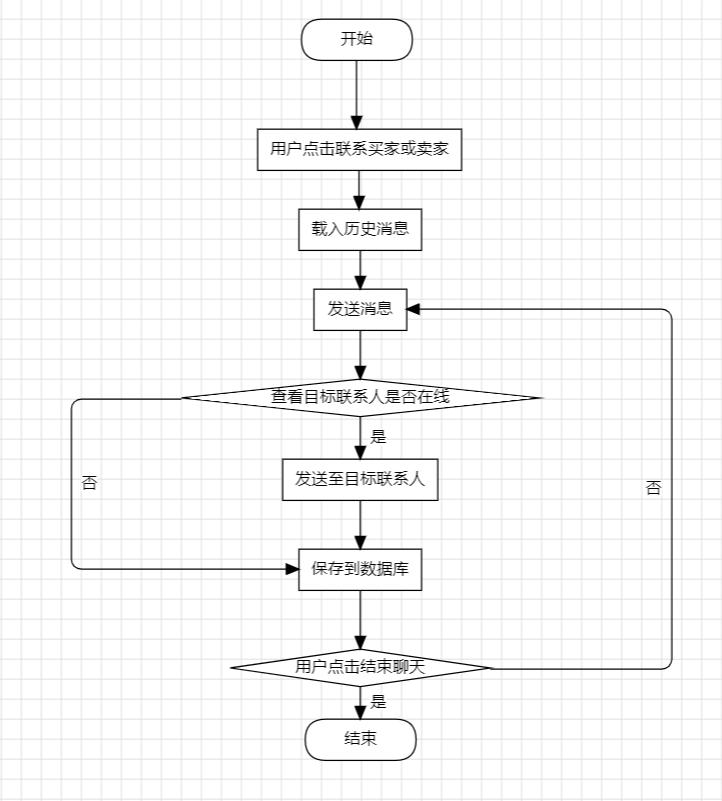 开始
用户点击联系买家或卖家
载入历史消息
发送消息
查看目标联系人是否在线
是
发送至目标联系人
否
否
保存到数据库
用户点击结束聊天
是
结束